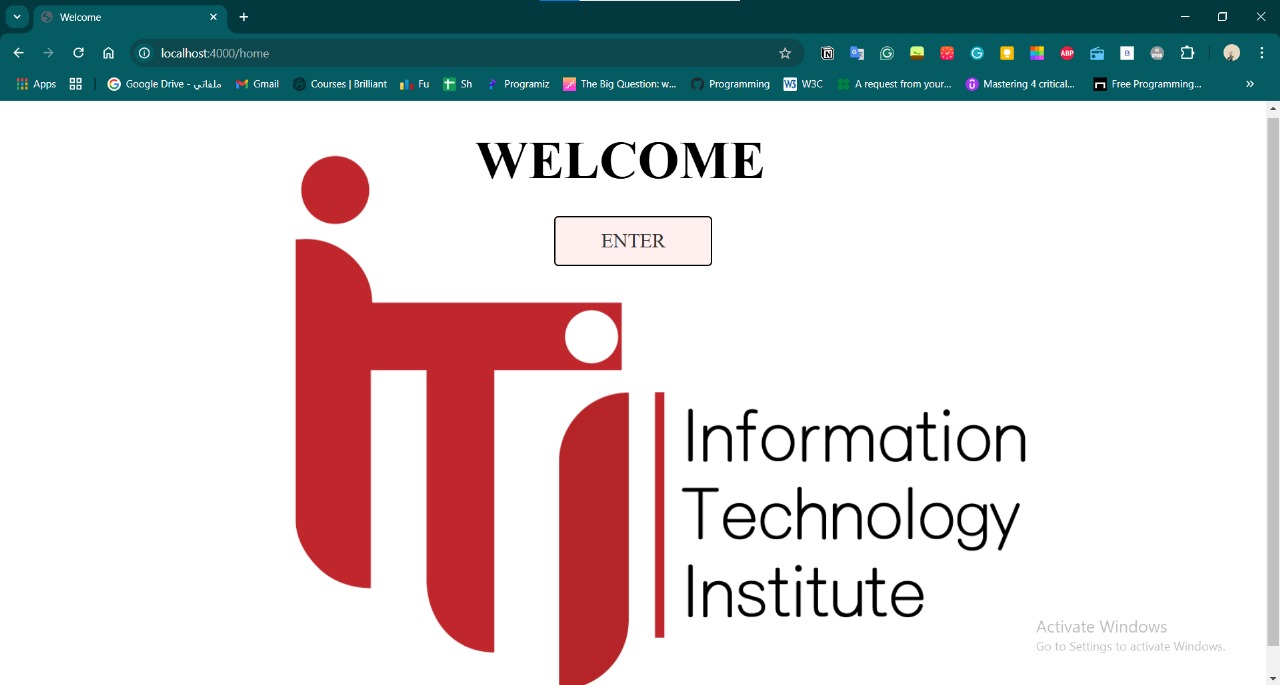 Welcome
localhost:4000/home
Apps
Google Drive - ملفاتي
Gmail
Courses | Brilliant
Fu
Sh
Programiz
The Big Question: w...
Programming
W3C
A request from your...
Mastering 4 critical...
Free Programming...
ABP
WELCOME
ENTER
Information
Technology
Institute
Activate Windows
Go to Settings to activate Windows.